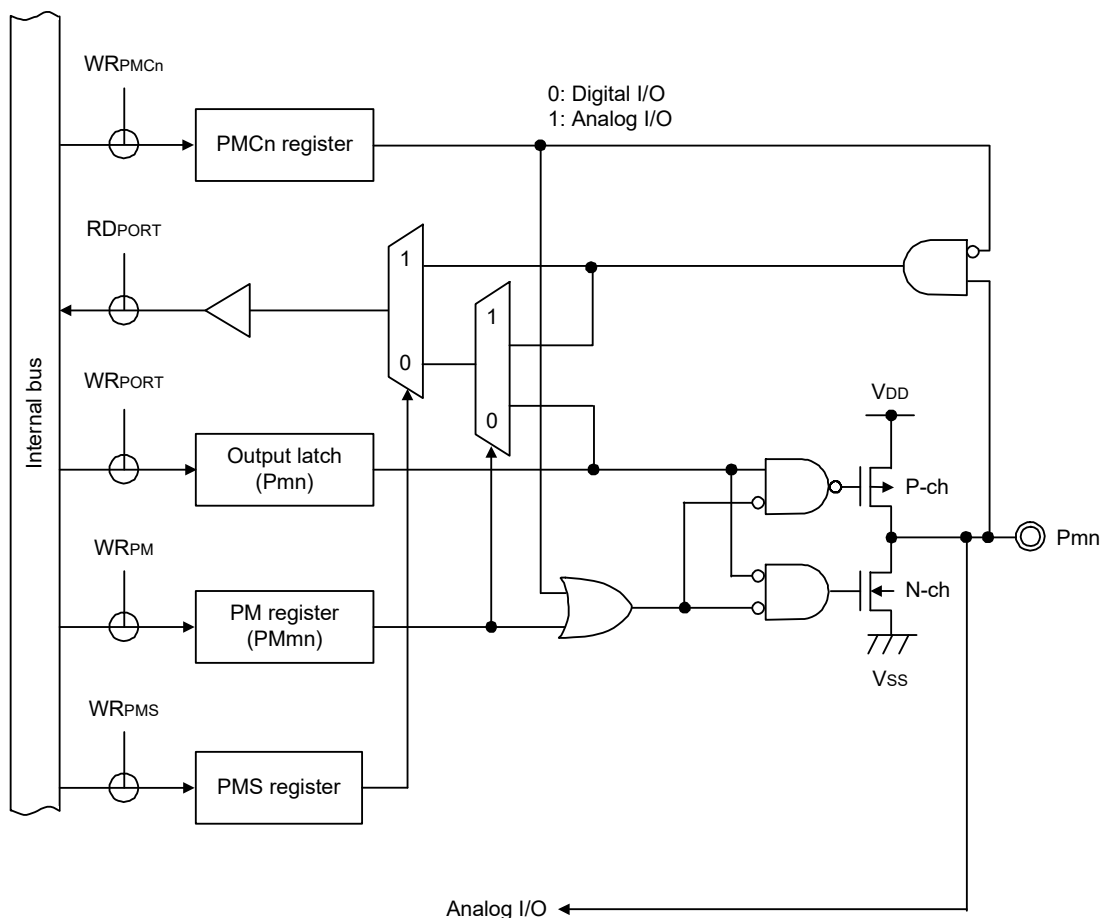 WRPMCn
0: Digital I/O
1: Analog I/O
PMCn register
RDPORT
1
1
0
0
Internal bus
WRPORT
VDD
Output latch
(Pmn)
P-ch
Pmn
WRPM
N-ch
PM register
(PMmn)
VSS
WRPMS
PMS register
Analog I/O